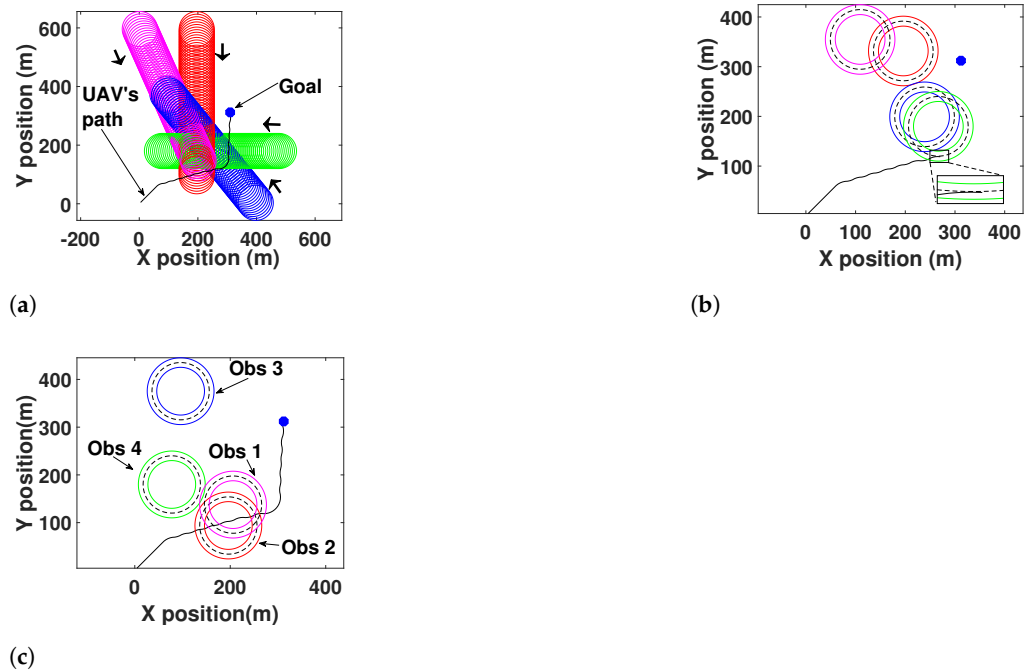 600
400
200
0
Y position (m)
UAV's
path
Goal
-200 0 200 400 600
X position (m)
(a)
400
300
200
100
Y position (m)
0 100 200 300 400
X position (m)
(b)
400
300
200
100
Y position(m)
Obs 3
Obs 4
Obs 1
Obs 2
0 200 400
X position(m)
(c)